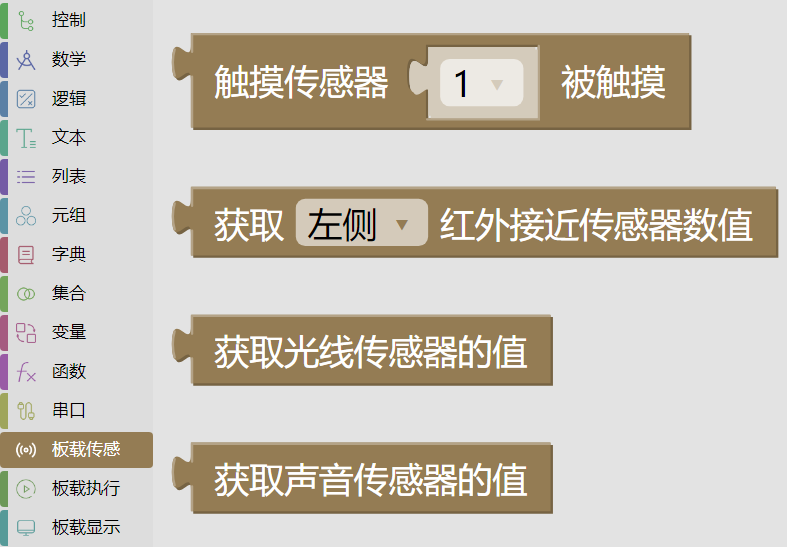 控制
数学
逻辑
文本
列表
元组
字典
集合
变量
函数
串口
板载传感
板载执行
板载显示
触摸传感器 1 被触摸
获取 左侧 红外接近传感器数值
获取光线传感器的值
获取声音传感器的值